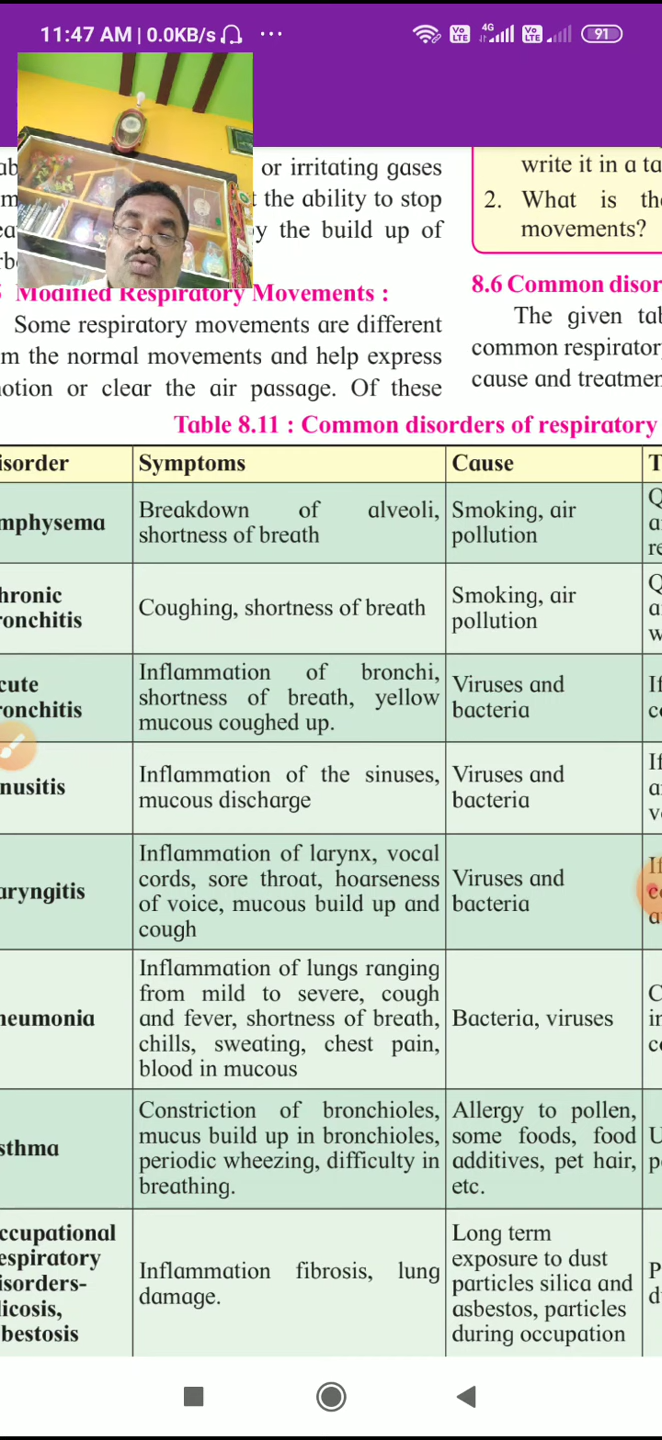 11:47 AM | 0.0KB/s
4G
Vo
LTE
Vo
LTE
91
or irritating gases
the ability to stop
by the build up of
Modified Respiratory Movements :
Some respiratory movements are different
the normal movements and help express
or clear the air passage. Of these
write it in a
2. What is
movements?
8.6 Common
The given
common
cause and
Table 8.11 : Common disorders of respiratory
Symptoms
Cause
Breakdown of alveoli,
shortness of breath
Smoking, air
pollution
Coughing, shortness of breath
Smoking, air
pollution
Inflammation of bronchi,
shortness of breath, yellow
mucous coughed up.
Viruses and
bacteria
Inflammation of the sinuses,
mucous discharge
Viruses and
bacteria
Inflammation of larynx, vocal
cords, sore throat, hoarseness
of voice, mucous build up and
cough
Viruses and
bacteria
Inflammation of lungs ranging
from mild to severe, cough
and fever, shortness of breath,
chills, sweating, chest pain,
blood in mucous
Bacteria, viruses
Constriction of bronchioles,
mucus build up in bronchioles,
periodic wheezing, difficulty in
breathing.
Allergy to pollen,
some foods, food
additives, pet hair,
etc.
Inflammation fibrosis, lung
damage.
Long term
exposure to dust
particles silica and
asbestos, particles
during occupation